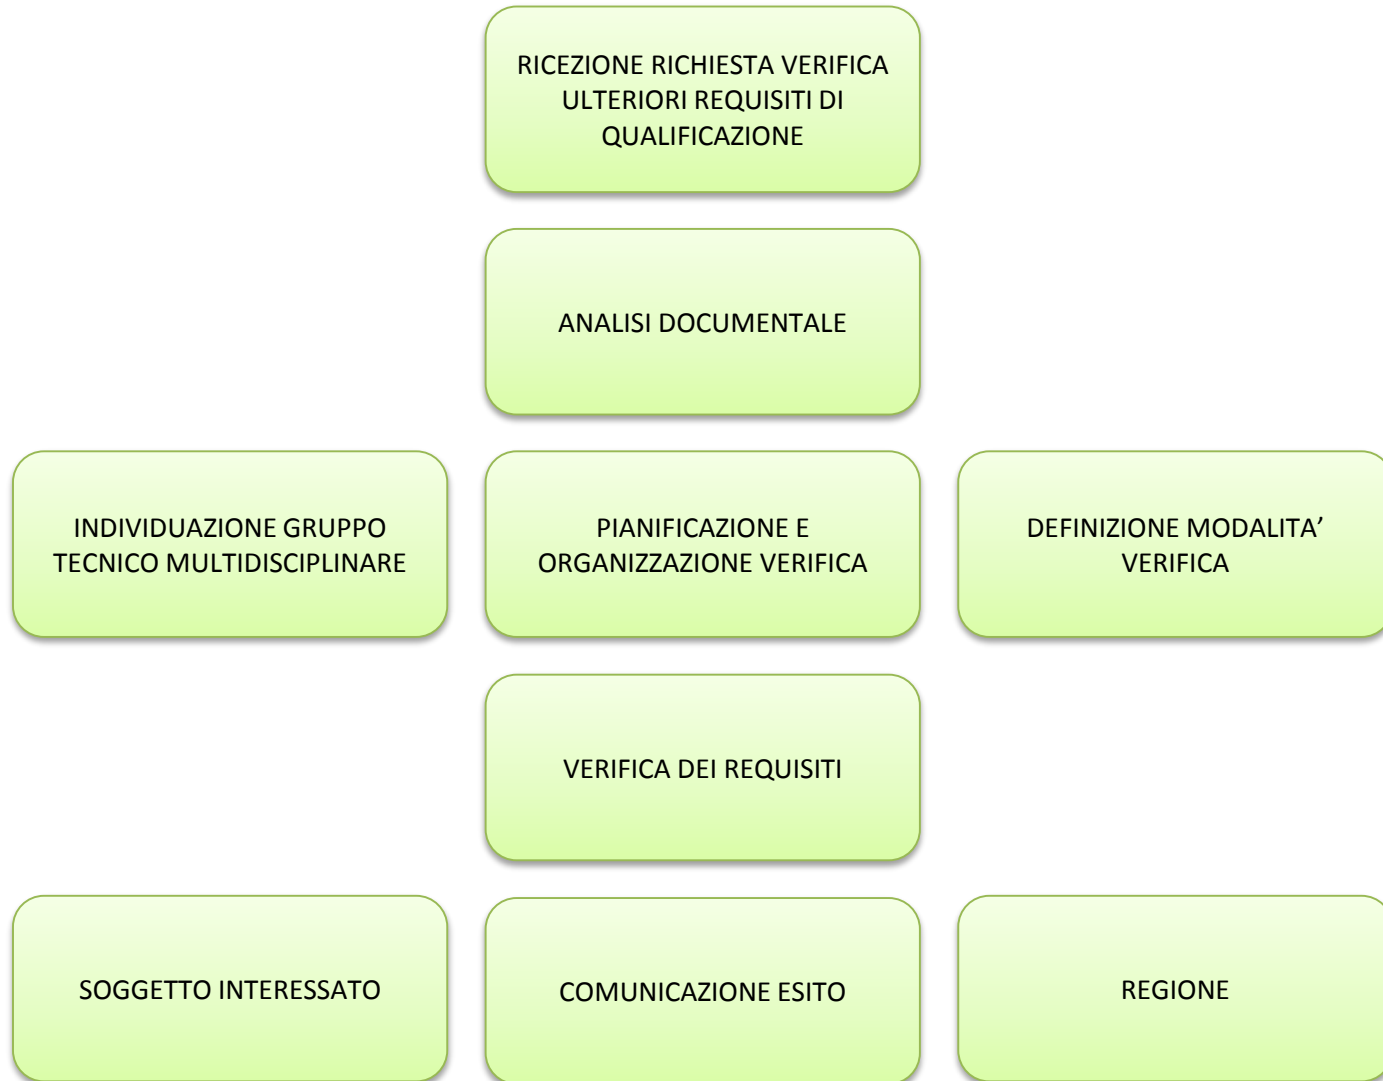 RICEZIONE RICHIESTA VERIFICA
ULTERIORI REQUISITI DI
QUALIFICAZIONE
ANALISI DOCUMENTALE
INDIVIDUAZIONE GRUPPO
TECNICO MULTIDISCIPLINARE
PIANIFICAZIONE E
ORGANIZZAZIONE VERIFICA
DEFINIZIONE MODALITA’
VERIFICA
VERIFICA DEI REQUISITI
SOGGETTO INTERESSATO
COMUNICAZIONE ESITO
REGIONE